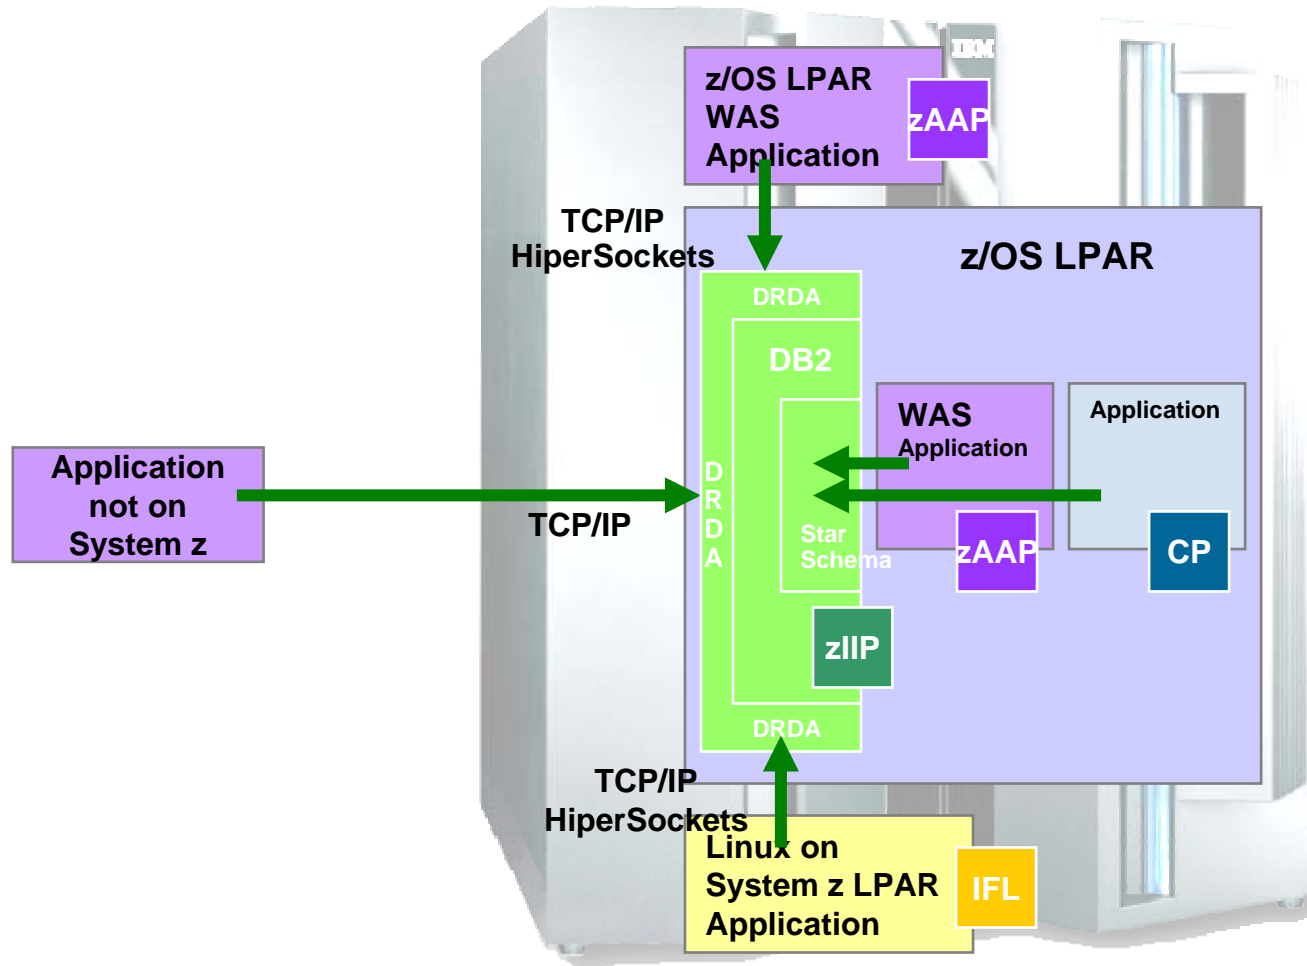 IBM
z/OS LPAR
WAS
Application
zAAP
TCP/IP
HiperSockets
z/OS LPAR
DRDA
DB2
WAS
Application
Application
Application
not on
System z
TCP/IP
D
R
D
A
Star
Schema
zAAP
CP
zIIP
DRDA
TCP/IP
HiperSockets
Linux on
System z LPAR
Application
IFL